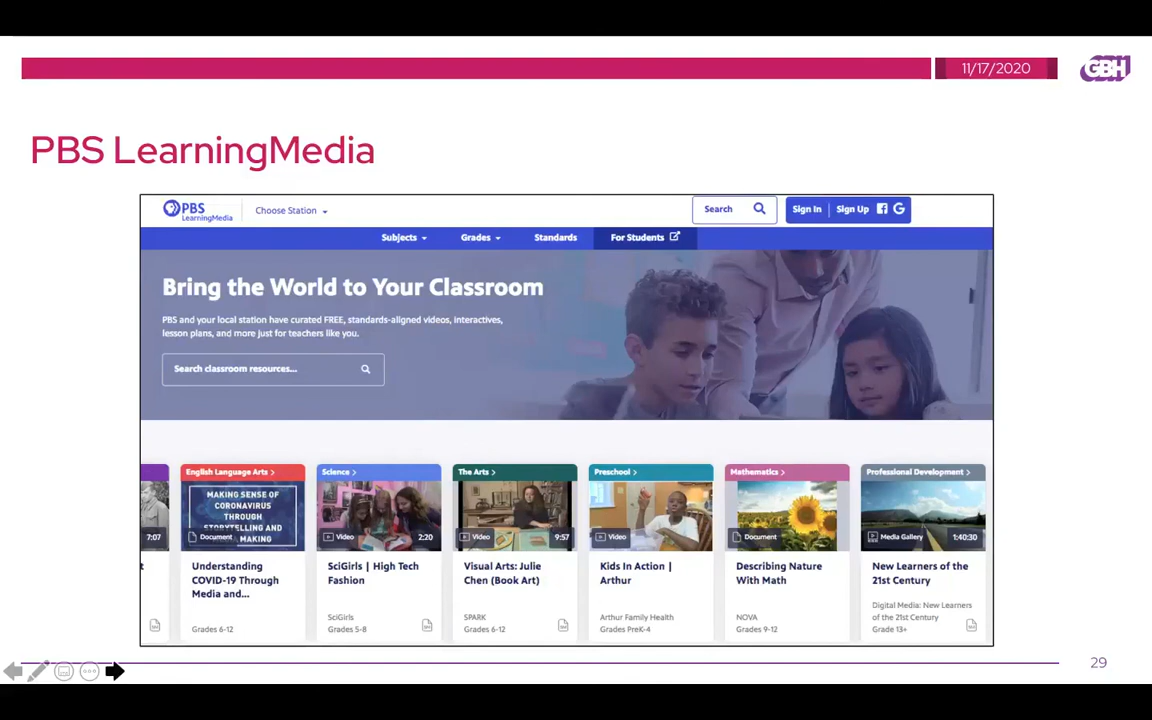 11/17/2020
GBH
PBS LearningMedia
PBS
LearningMedia
Choose Station
Search
Sign In
Sign Up
G
Subjects
Grades
Standards
For Students
Bring the World to Your Classroom
PBS and your local station have curated FREE, standards-aligned videos, interactives,
lesson plans, and more just for teachers like you.
Search classroom resources...
7:07
t
English Language Arts >
MAKING SENSE OF
CORONAVIRUS
THROUGH
STORYTELLING AND
MAKING
Document
Understanding
COVID-19 Through
Media and...
Grades 6-12
Science >
Video
2:20
SciGirls | High Tech
Fashion
SciGirls
Grades 5-8
The Arts >
Video
9:57
Visual Arts: Julie
Chen (Book Art)
SPARK
Grades 6-12
Preschool >
Video
Kids In Action |
Arthur
Arthur Family Health
Grades PreK-4
Mathematics >
Document
Describing Nature
With Math
NOVA
Grades 9-12
Professional Development >
Media Gallery
1:40:30
New Learners of the
21st Century
Digital Media: New Learners
of the 21st Century
Grade 13+
29